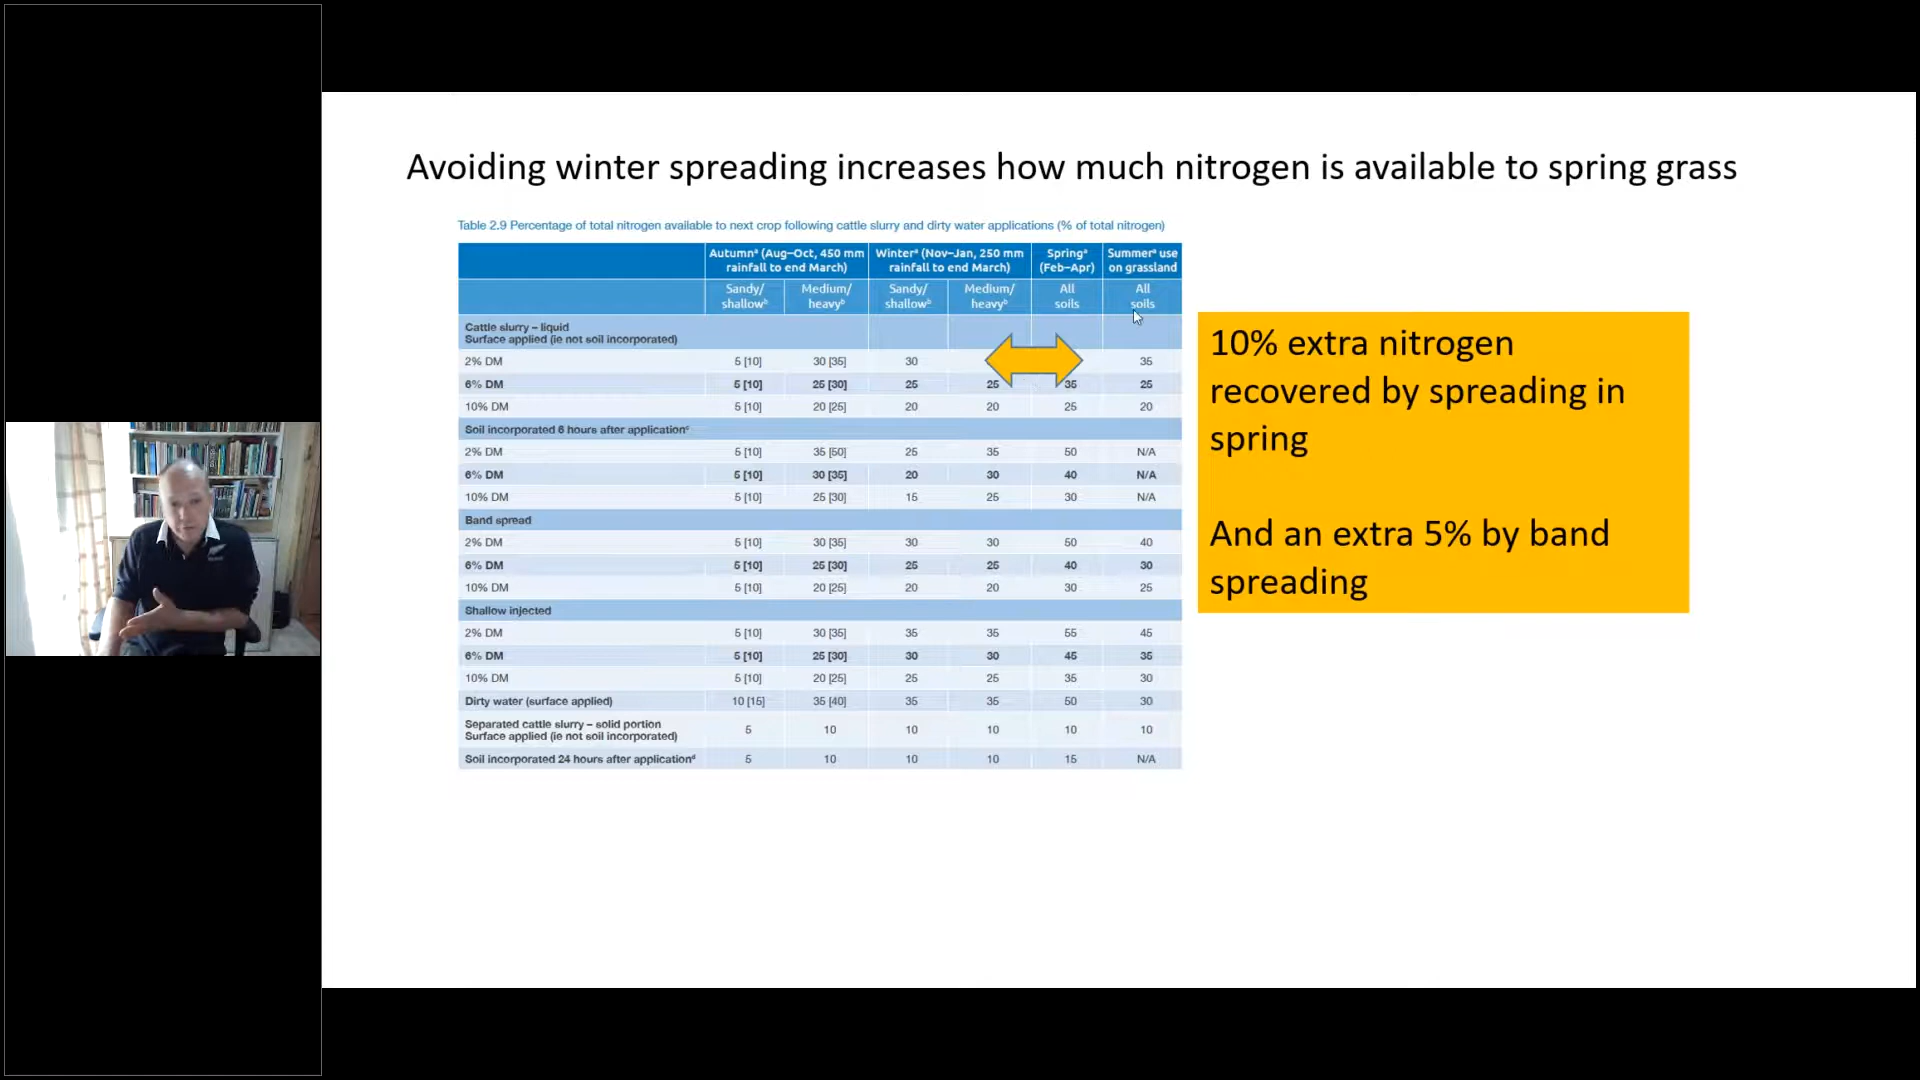 Avoiding winter spreading increases how much nitrogen is available to spring grass
Table 2.9 Percentage of total nitrogen available to next crop following cattle slurry and dirty water applications (% of total nitrogen)
Autumnᵃ (Aug–Oct, 450 mm rainfall to end March) Winterᵃ (Nov–Jan, 250 mm rainfall to end March) Springᵃ (Feb–Apr) Summerᵃ use on grassland
Sandy/ shallowᵇ Medium/ heavyᵇ Sandy/ shallowᵇ Medium/ heavyᵇ All soils All soils
Cattle slurry – liquid
Surface applied (ie not soil incorporated)
2% DM 5 [10] 30 [35] 30 35
6% DM 5 [10] 25 [30] 25 25 35 25
10% DM 5 [10] 20 [25] 20 20 25 20
Soil incorporated 6 hours after applicationᶜ
2% DM 5 [10] 35 [50] 25 35 50 N/A
6% DM 5 [10] 30 [35] 20 30 40 N/A
10% DM 5 [10] 25 [30] 15 25 30 N/A
Band spread
2% DM 5 [10] 30 [35] 30 30 50 40
6% DM 5 [10] 25 [30] 25 25 40 30
10% DM 5 [10] 20 [25] 20 20 30 25
Shallow injected
2% DM 5 [10] 30 [35] 35 35 55 45
6% DM 5 [10] 25 [30] 30 30 45 35
10% DM 5 [10] 20 [25] 25 25 35 30
Dirty water (surface applied) 10 [15] 35 [40] 35 35 50 30
Separated cattle slurry – solid portion
Surface applied (ie not soil incorporated) 5 10 10 10 10 10
Soil incorporated 24 hours after applicationᵈ 5 10 10 10 15 N/A
10% extra nitrogen
recovered by spreading in
spring
And an extra 5% by band
spreading